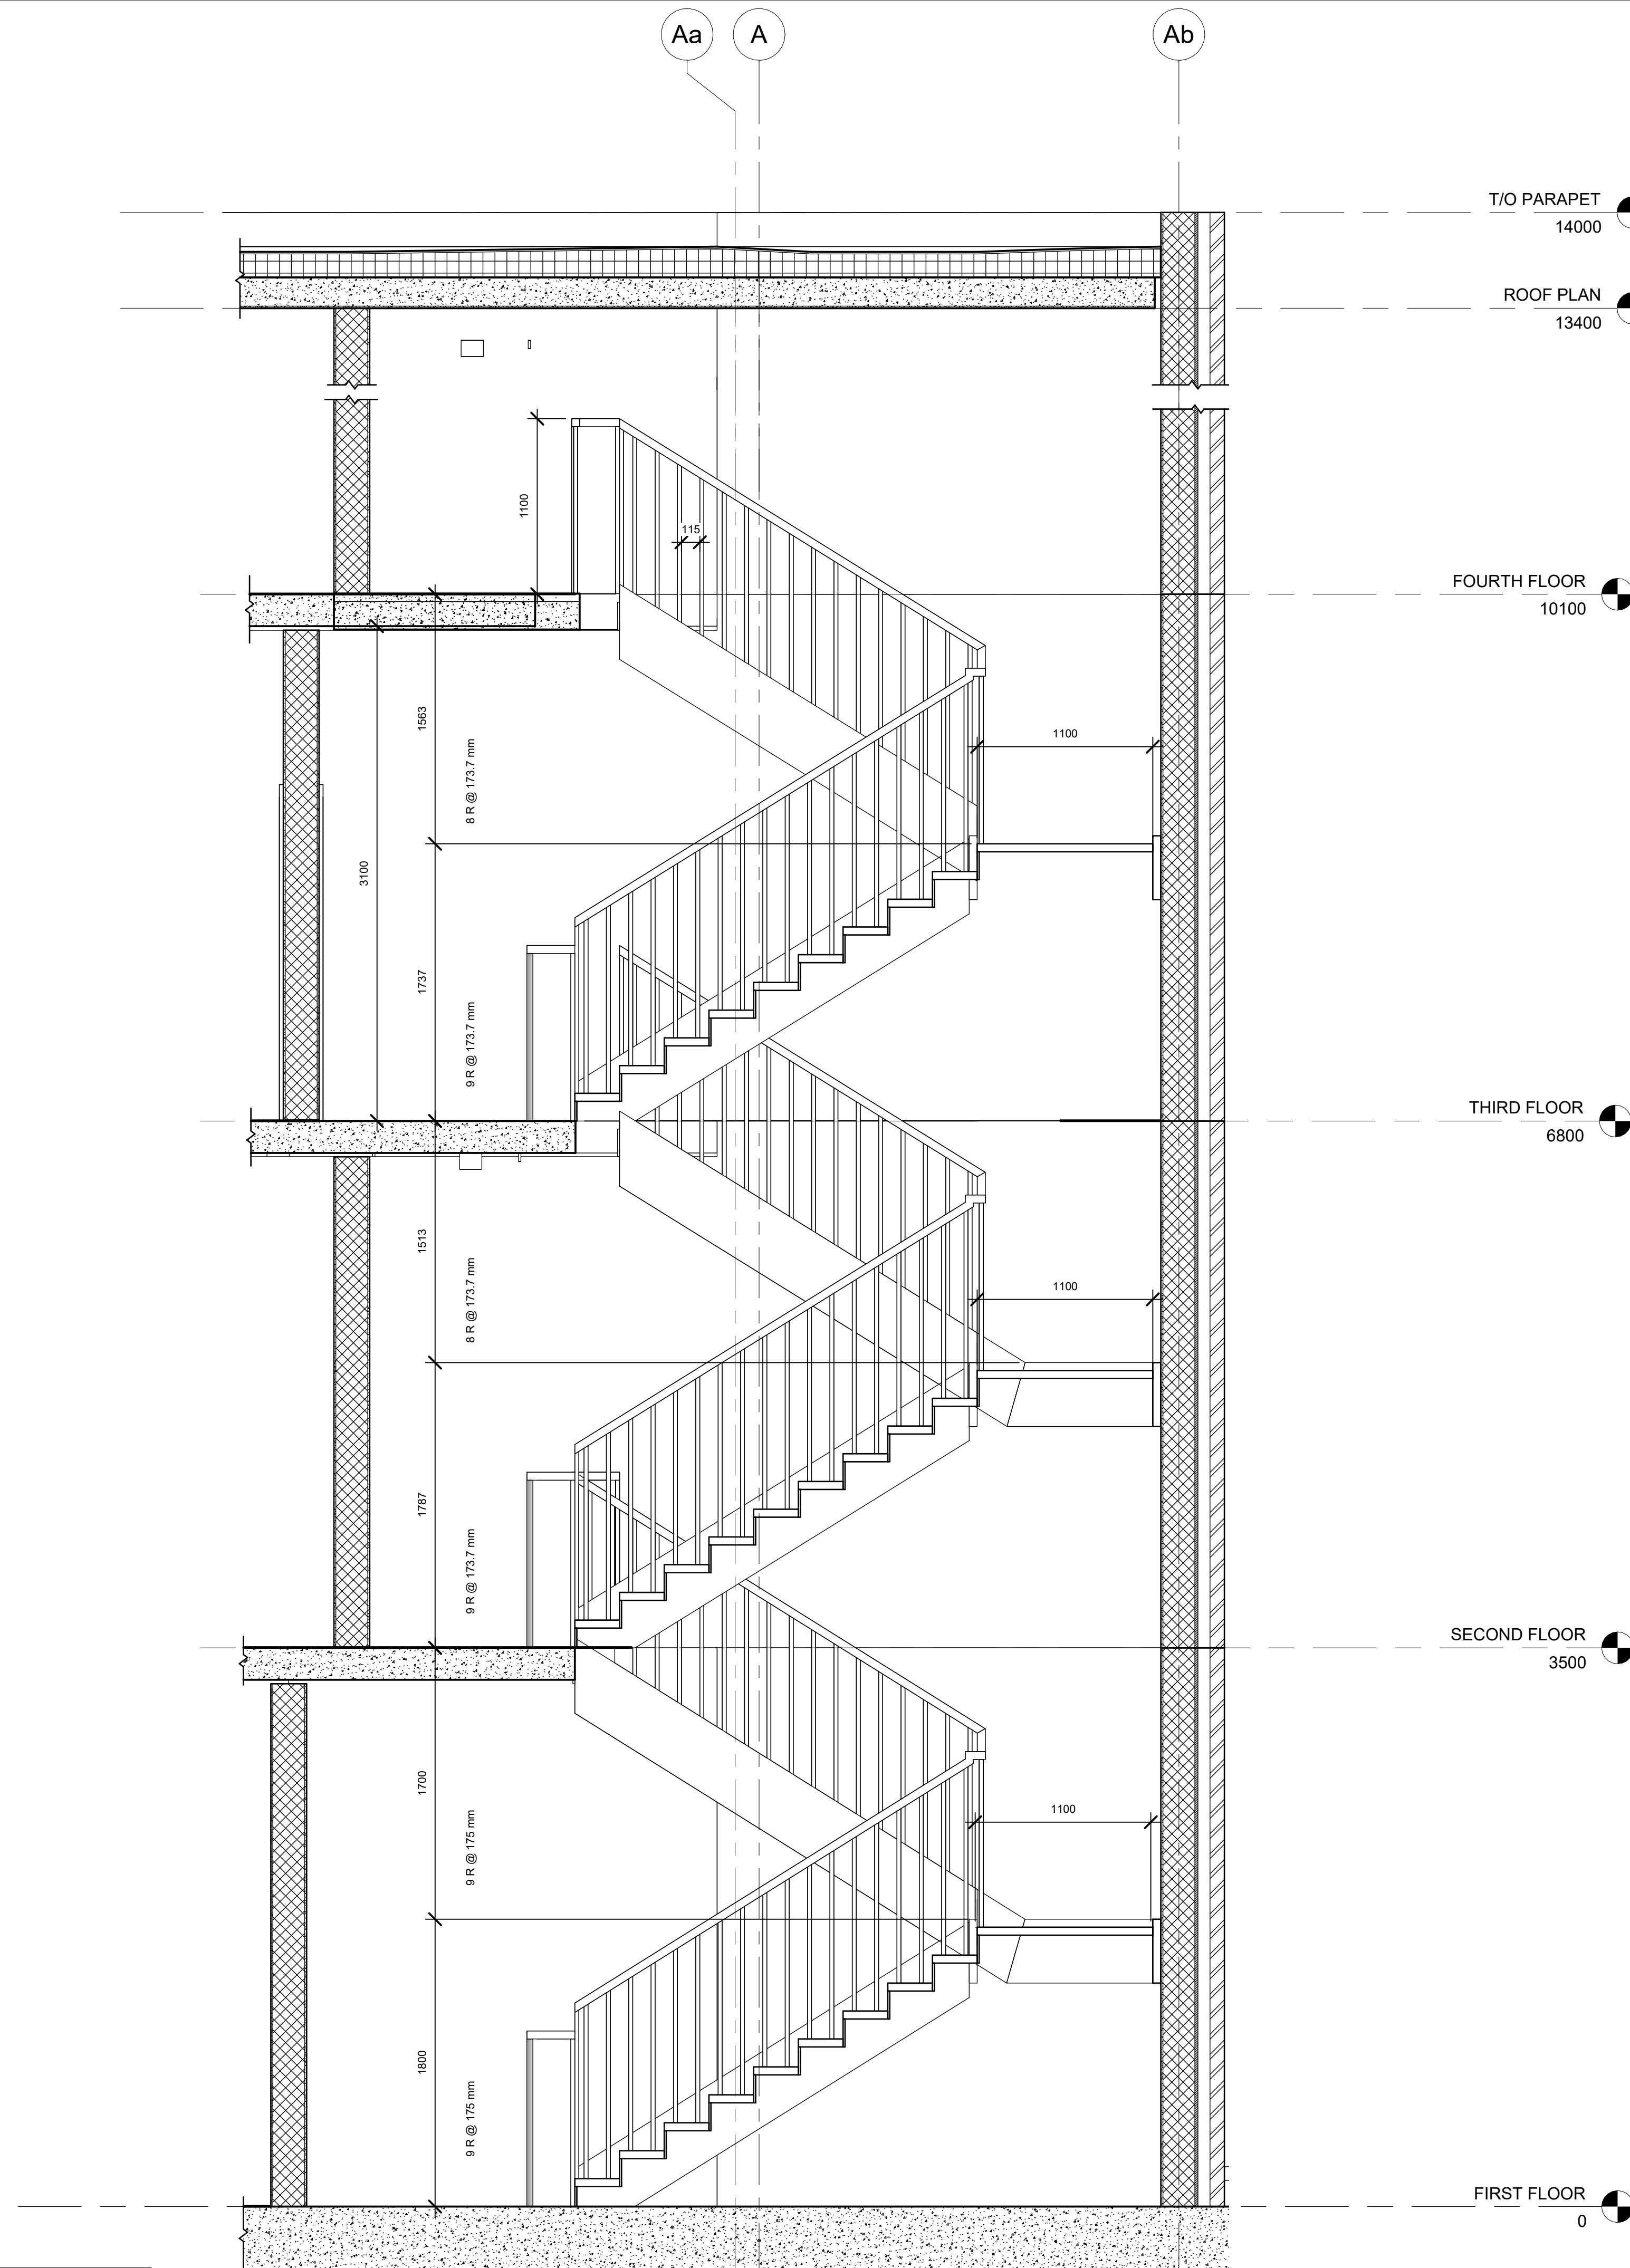 Aa
A
Ab
T/O PARAPET
14000
ROOF PLAN
13400
1100
115
FOURTH FLOOR
10100
1563
8 R @ 173.7 mm
1100
3100
1737
9 R @ 173.7 mm
THIRD FLOOR
6800
1513
8 R @ 173.7 mm
1100
1787
9 R @ 173.7 mm
SECOND FLOOR
3500
1700
9 R @ 175 mm
1100
1800
9 R @ 175 mm
FIRST FLOOR
0